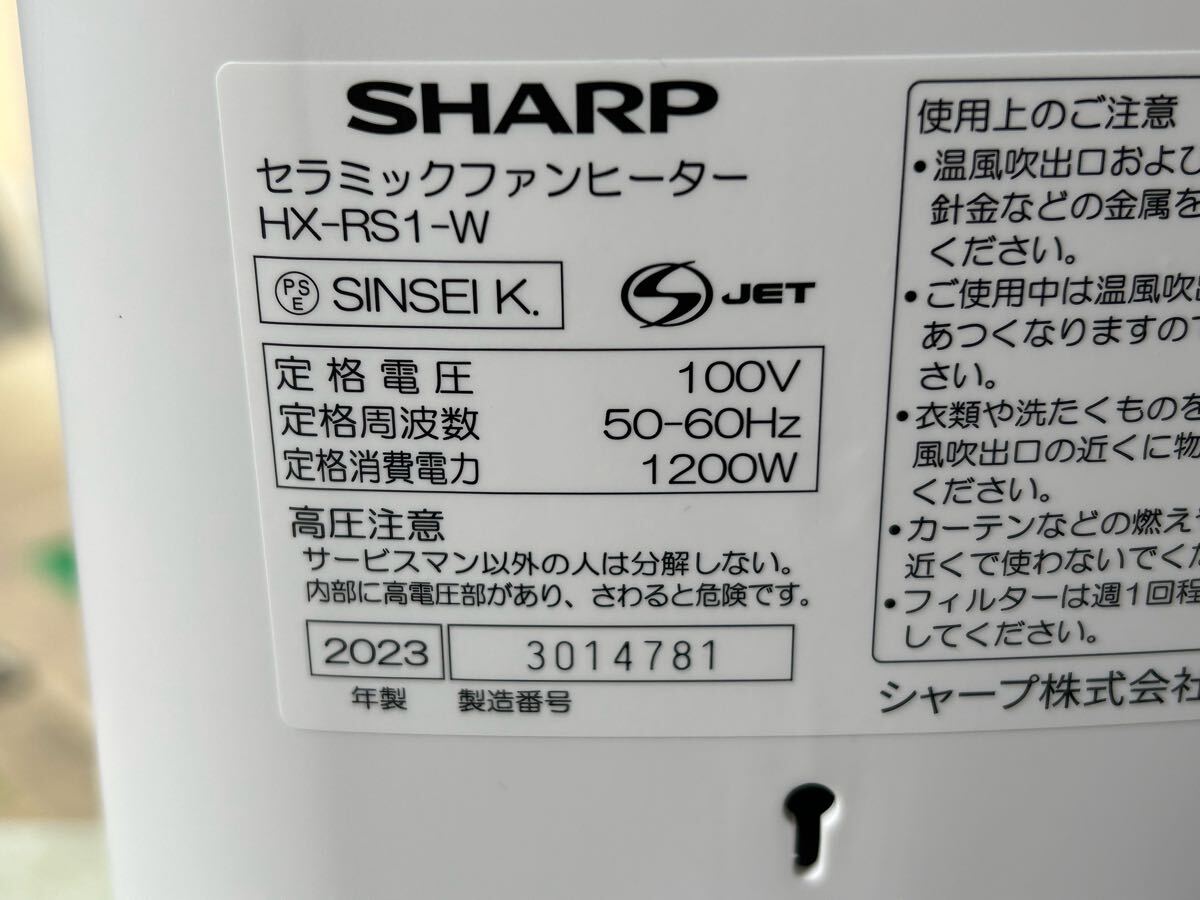 SHARP
セラミックファンヒーター
HX-RS1-W
PSE SINSEI K.
S JET
定格電圧 100V
定格周波数 50-60Hz
定格消費電力 1200W
高圧注意
サービスマン以外の人は分解しない。
内部に高電圧部があり、さわると危険です。
2023 3014781
年製 製造番号
使用上のご注意
・温風吹出口および
針金などの金属を
ください。
・ご使用中は温風吹出
あつくなりますので
さい。
・衣類や洗たくものを
風吹出口の近くに物
ください。
・カーテンなどの燃え
近くで使わないでくだ
・フィルターは週1回程
してください。
シャープ株式会社